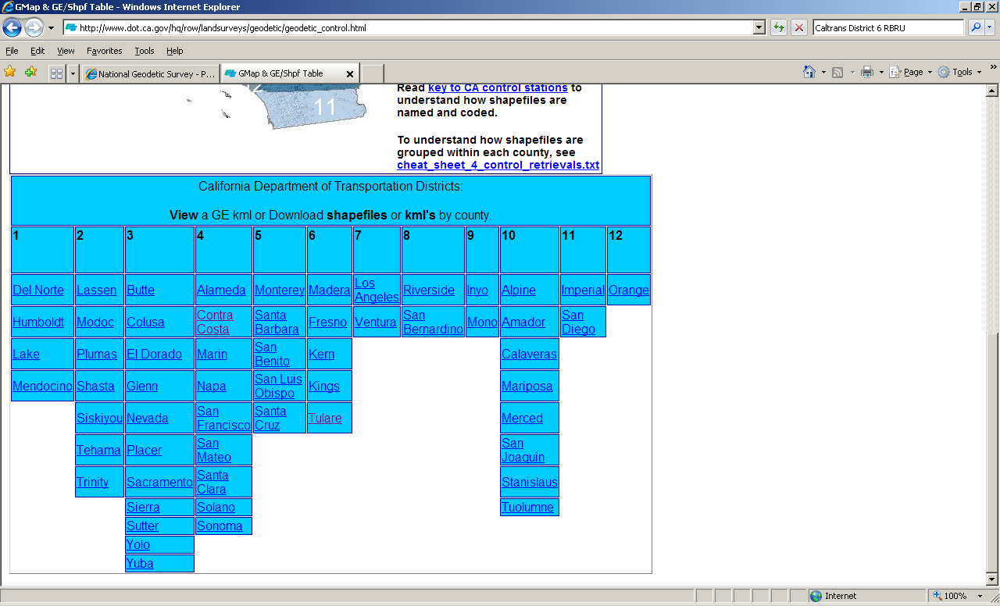 GMap & GE/Shpf Table - Windows Internet Explorer
http://www.dot.ca.gov/hq/row/landsurveys/geodetic/geodetic_control.html
Caltrans District 6 RBRU
File Edit View Favorites Tools Help
National Geodetic Survey - P...
GMap & GE/Shpf Table
Page
Tools
12
11
Read key to CA control stations to
understand how shapefiles are
named and coded.
To understand how shapefiles are
grouped within each county, see
cheat_sheet_4_control_retrievals.txt
California Department of Transportation Districts:
View a GE kml or Download shapefiles or kml's by county.
1 2 3 4 5 6 7 8 9 10 11 12
Del Norte Lassen Butte Alameda Monterey Madera Los Angeles Riverside Inyo Alpine Imperial Orange
Humboldt Modoc Colusa Contra Costa Santa Barbara Fresno Ventura San Bernardino Mono Amador San Diego
Lake Plumas El Dorado Marin San Benito Kern Calaveras
Mendocino Shasta Glenn Napa San Luis Obispo Kings Mariposa
Siskiyou Nevada San Francisco Santa Cruz Tulare Merced
Tehama Placer San Mateo San Joaquin
Trinity Sacramento Santa Clara Stanislaus
Sierra Solano Tuolumne
Sutter Sonoma
Yolo
Yuba
Internet
100%